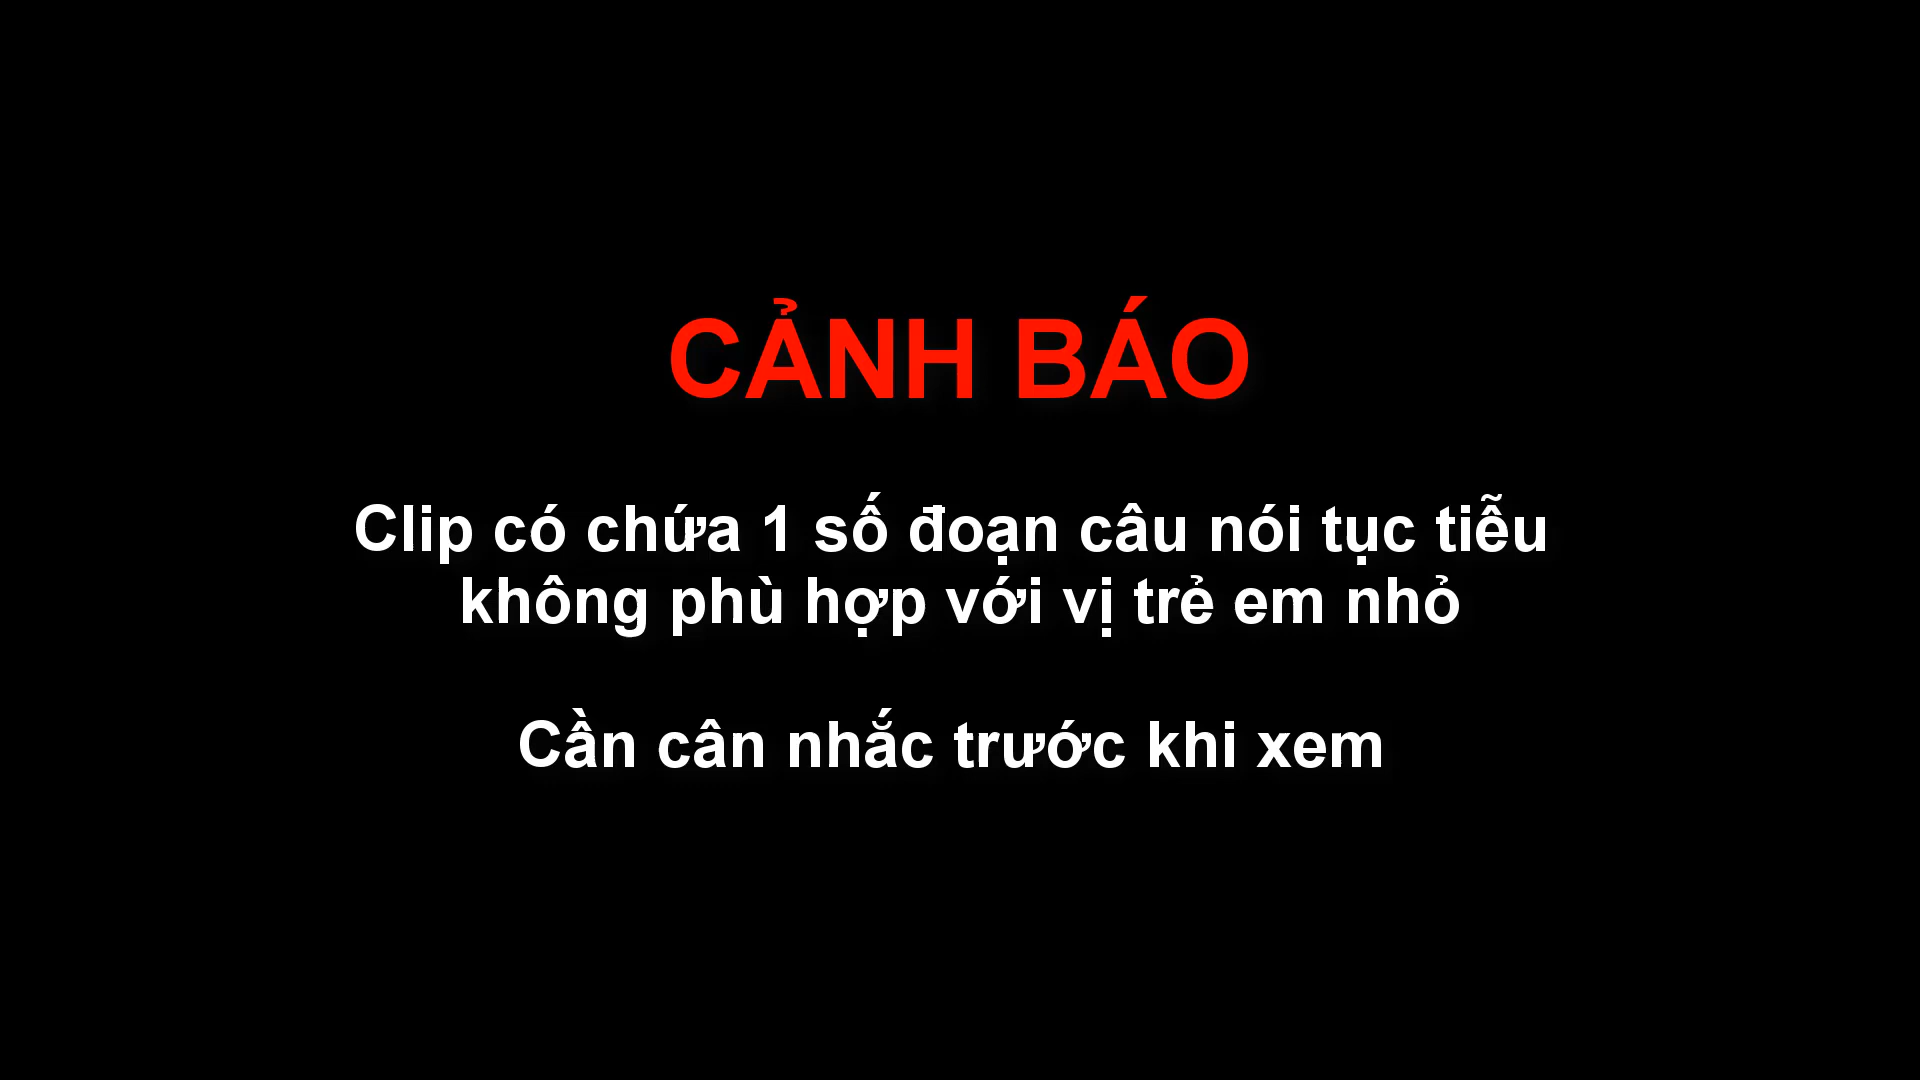 CẢNH BÁO
Clip có chứa 1 số đoạn câu nói tục tiễu
không phù hợp với vị trẻ em nhỏ
Cần cân nhắc trước khi xem